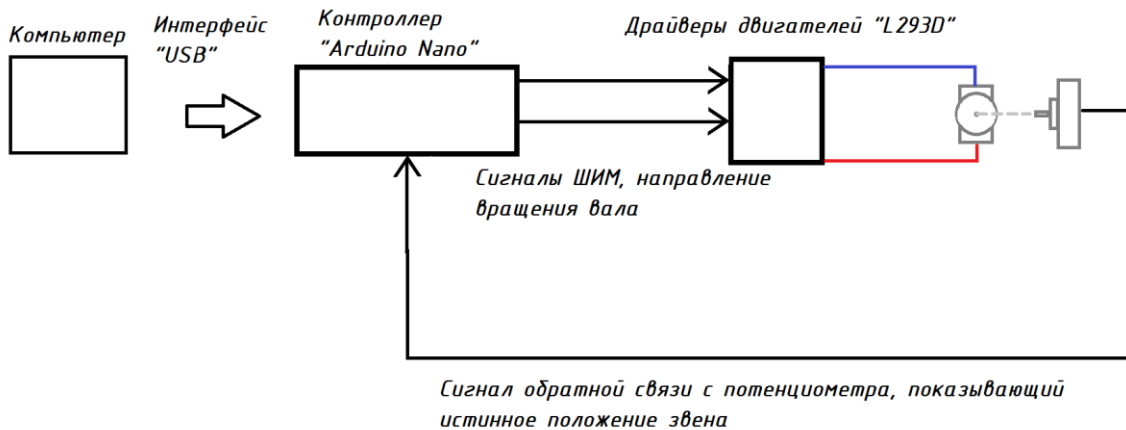 Компьютер
Интерфейс
"USB"
Контроллер
"Arduino Nano"
Драйверы двигателей "L293D"
Сигналы ШИМ, направление
вращения вала
Сигнал обратной связи с потенциометра, показывающий
истинное положение звена